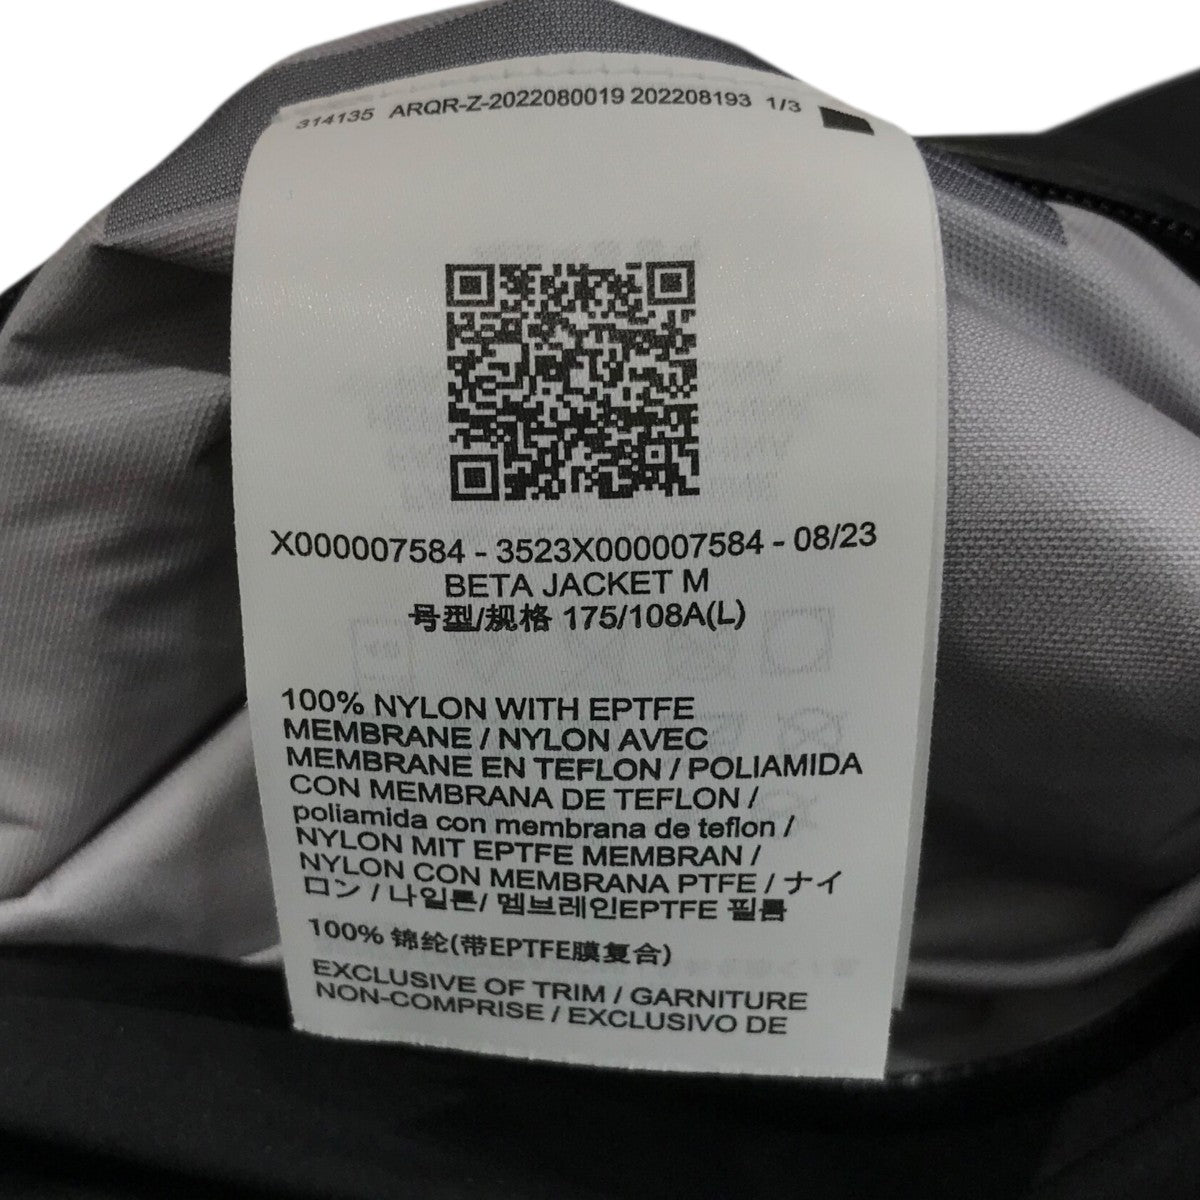 314135 ARQR-Z-2022080019 202208193 1/3
X000007584 - 3523X000007584 - 08/23
BETA JACKET M
号型/规格 175/108A(L)
100% NYLON WITH EPTFE
MEMBRANE / NYLON AVEC
MEMBRANE EN TEFLON / POLIAMIDA
CON MEMBRANA DE TEFLON /
poliamida con membrana de teflon /
NYLON MIT EPTFE MEMBRAN /
NYLON CON MEMBRANA PTFE / ナイ
ロン / 나일론/ 멤브레인EPTFE 필름
100% 锦纶(带EPTFE膜复合)
EXCLUSIVE OF TRIM / GARNITURE
NON-COMPRISE / EXCLUSIVO DE